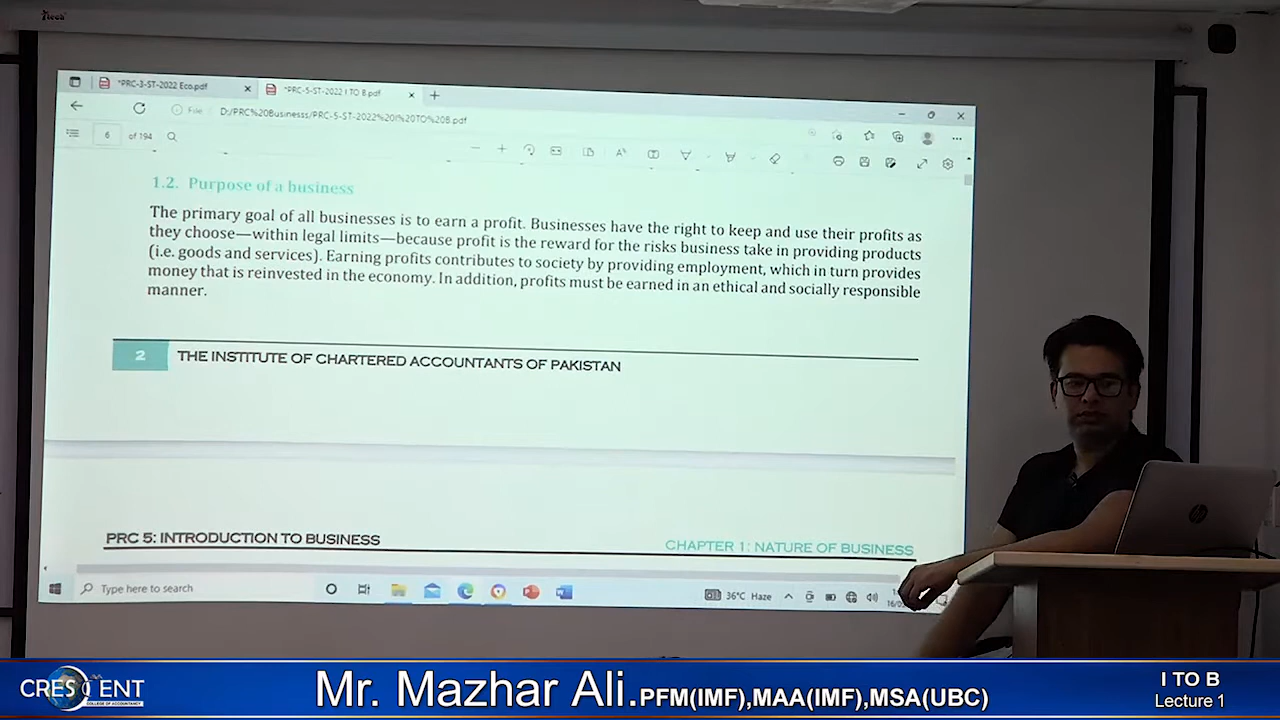 itech
*PRC-3-ST-2022 Eco.pdf
*PRC-5-ST-2022 I TO B.pdf
File D:/PRC%20Businesss/PRC-5-ST-2022%20I%20TO%20B.pdf
6 of 194
1.2. Purpose of a business
The primary goal of all businesses is to earn a profit. Businesses have the right to keep and use their profits as
they choose—within legal limits—because profit is the reward for the risks business take in providing products
(i.e. goods and services). Earning profits contributes to society by providing employment, which in turn provides
money that is reinvested in the economy. In addition, profits must be earned in an ethical and socially responsible
manner.
2 THE INSTITUTE OF CHARTERED ACCOUNTANTS OF PAKISTAN
PRC 5: INTRODUCTION TO BUSINESS
CHAPTER 1: NATURE OF BUSINESS
Type here to search
36°C Haze
hp
CRESCENT
COLLEGE OF ACCOUNTANCY
Mr. Mazhar Ali.PFM(IMF),MAA(IMF),MSA(UBC)
I TO B
Lecture 1